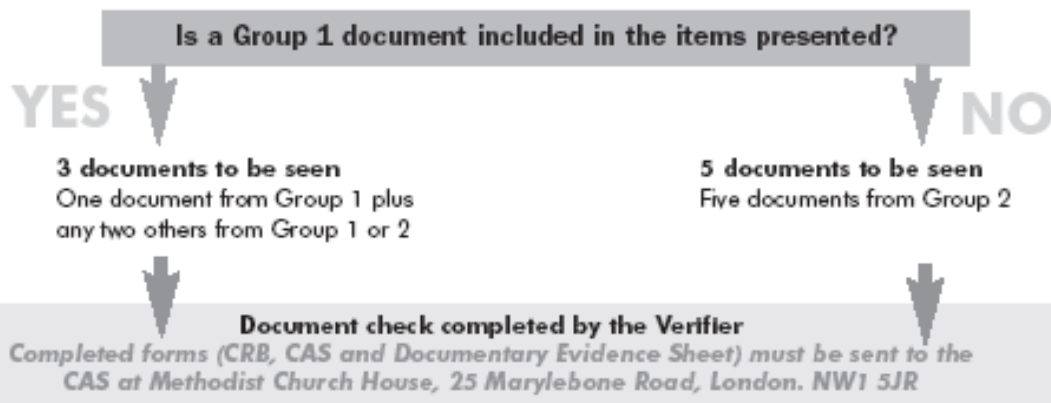 Is a Group 1 document included in the items presented?
YES
NO
3 documents to be seen
One document from Group 1 plus
any two others from Group 1 or 2
5 documents to be seen
Five documents from Group 2
Document check completed by the Verifier
Completed forms (CRB, CAS and Documentary Evidence Sheet) must be sent to the
CAS at Methodist Church House, 25 Marylebone Road, London. NW1 5JR